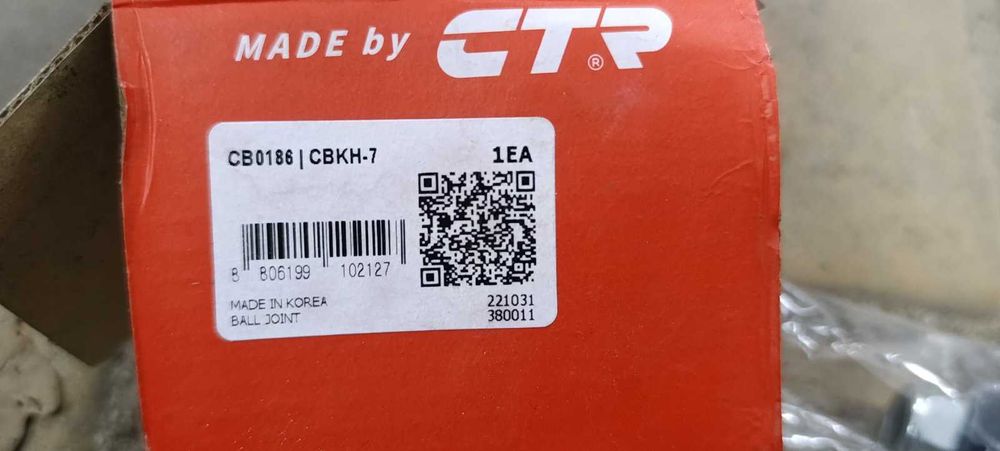 MADE by CTR®
CB0186 | CBKH-7 1EA
8 806199 102127
MADE IN KOREA 221031
BALL JOINT 380011